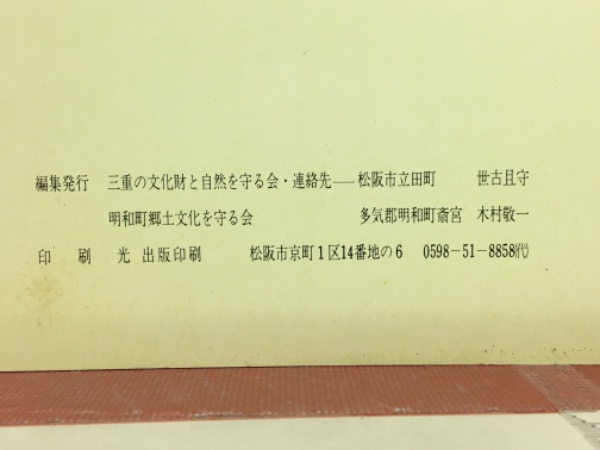 編集発行 三重の文化財と自然を守る会・連絡先——松阪市立田町 世古且守
明和町郷土文化を守る会 多気郡明和町斎宮 木村敬一
印刷 光 出版印刷 松阪市京町1区14番地の6 0598-51-8858㈹